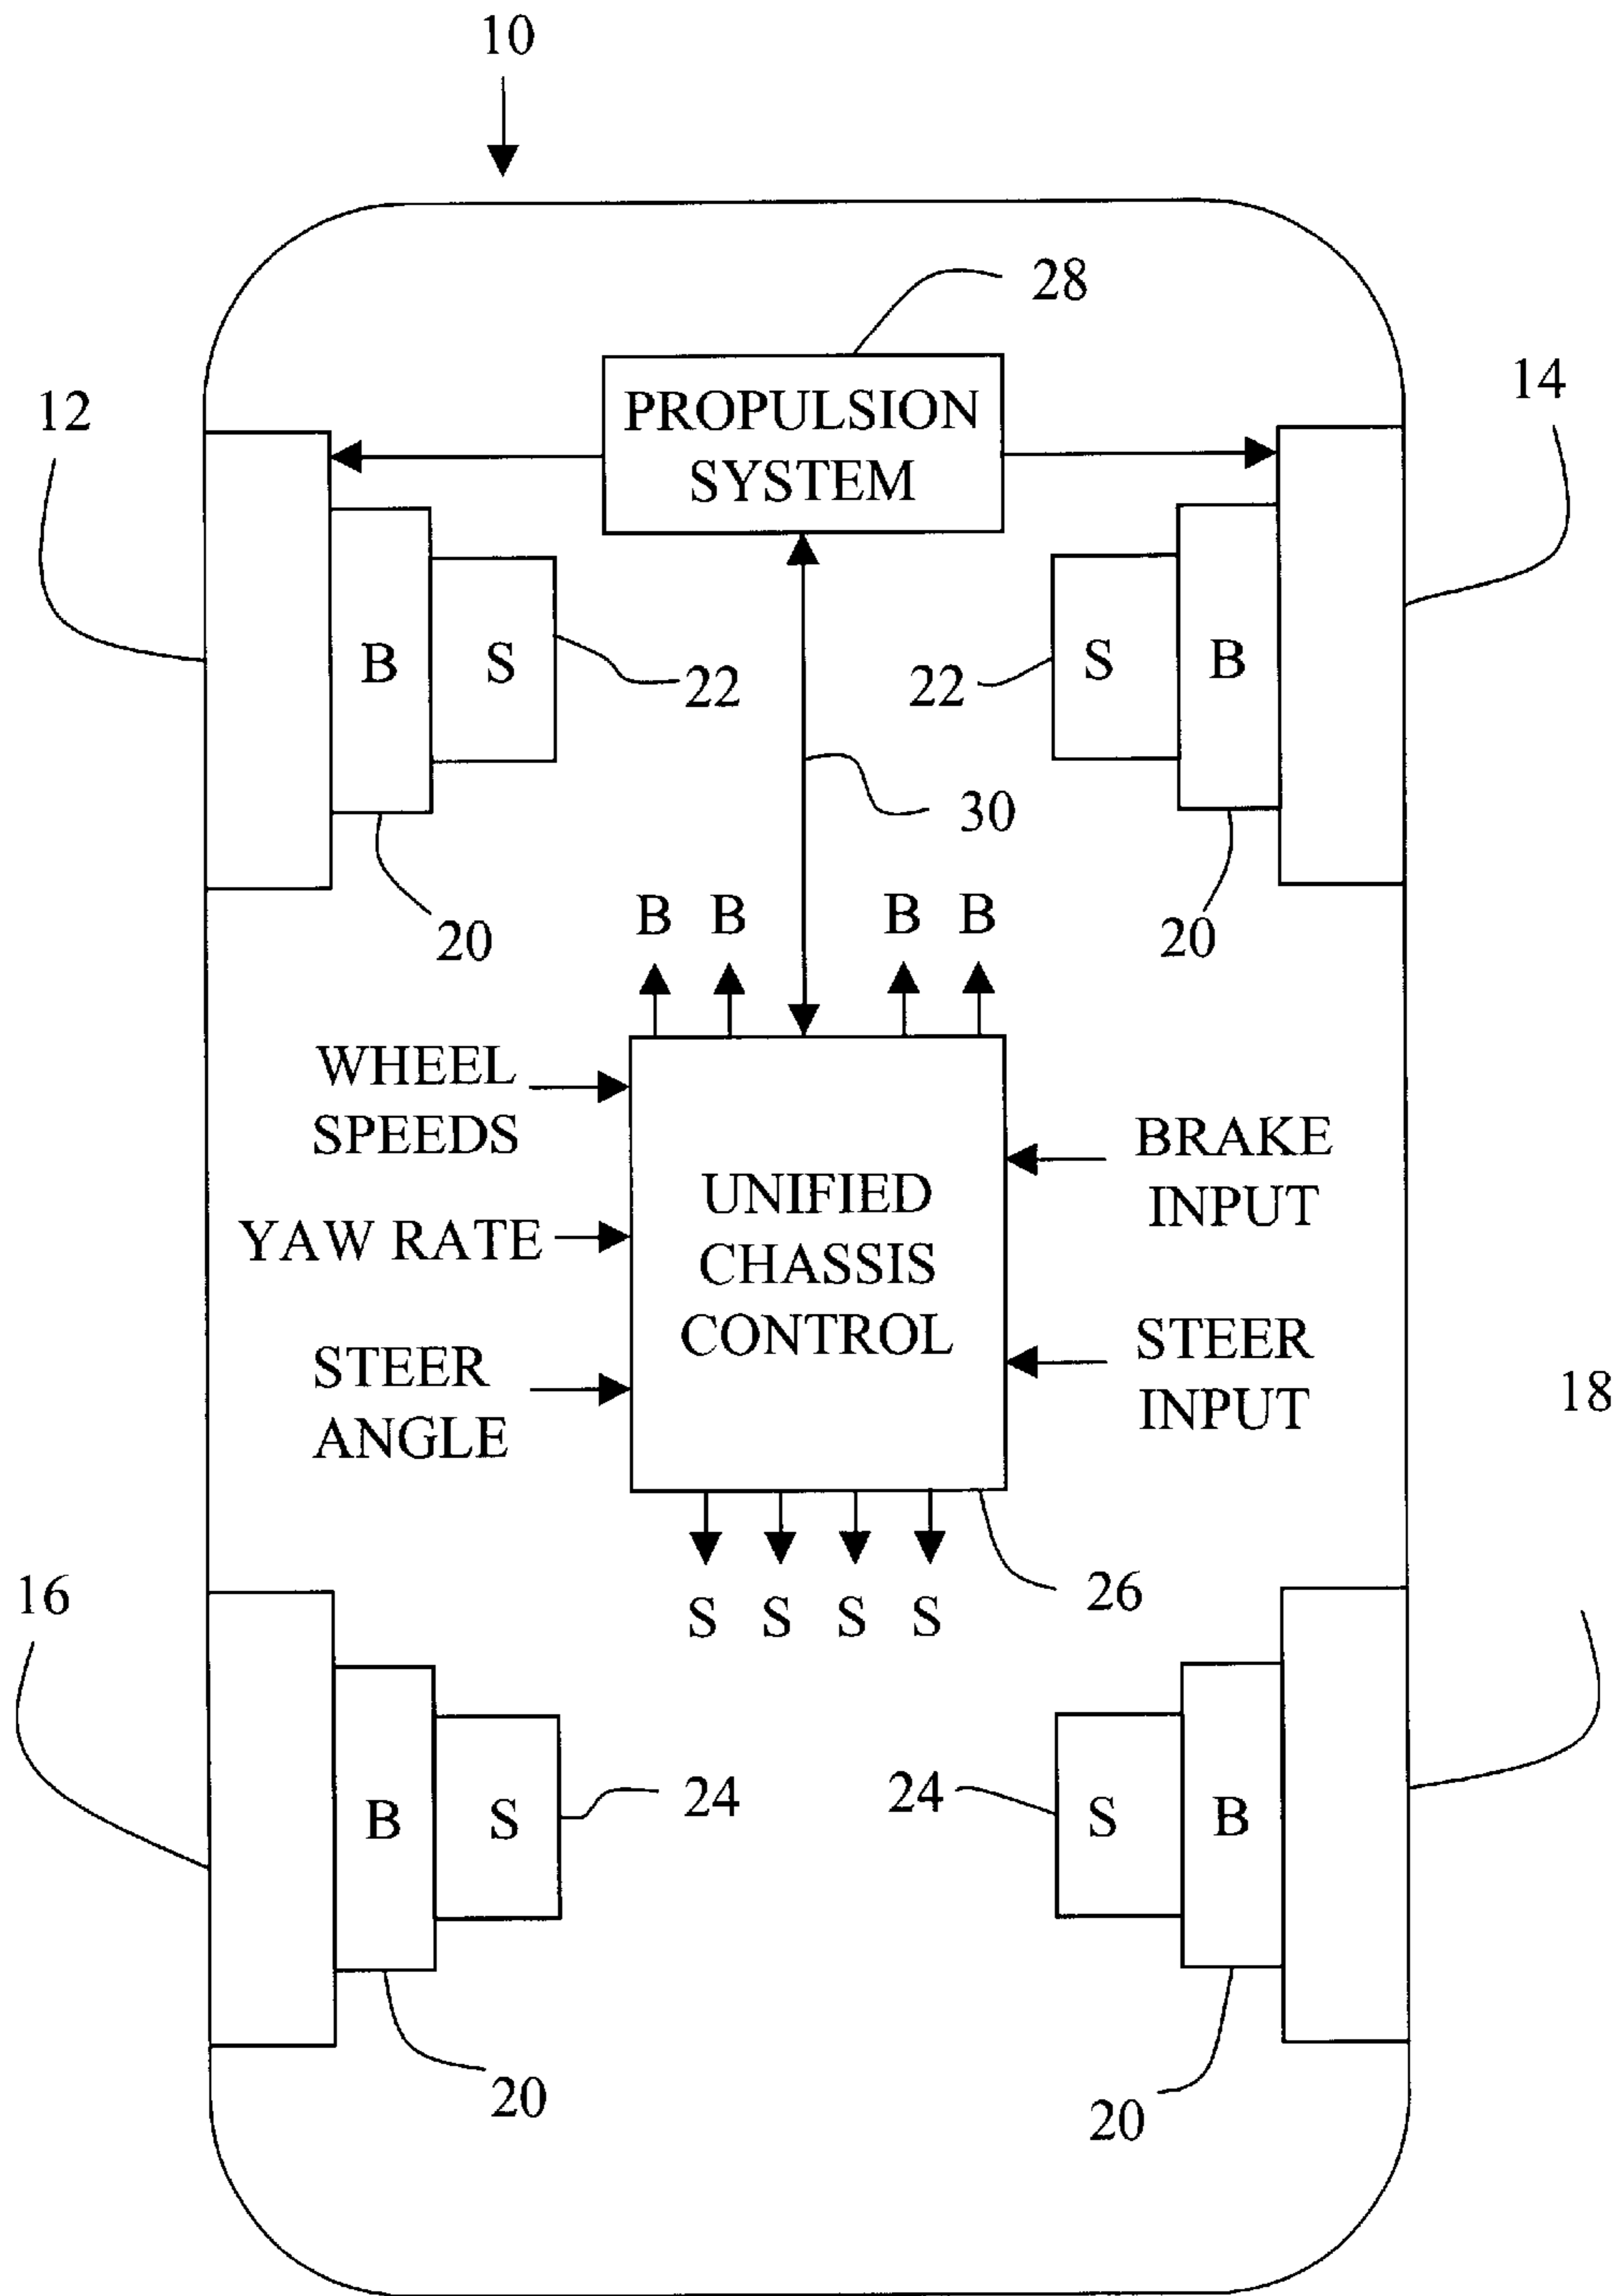 10
28
PROPULSION
SYSTEM
12
14
B
S
22
22
S
B
30
20
20
B
B
B
B
WHEEL
SPEEDS
YAW RATE
STEER
ANGLE
UNIFIED
CHASSIS
CONTROL
BRAKE
INPUT
STEER
INPUT
18
16
S
S
S
S
26
B
S
24
24
S
B
20
20